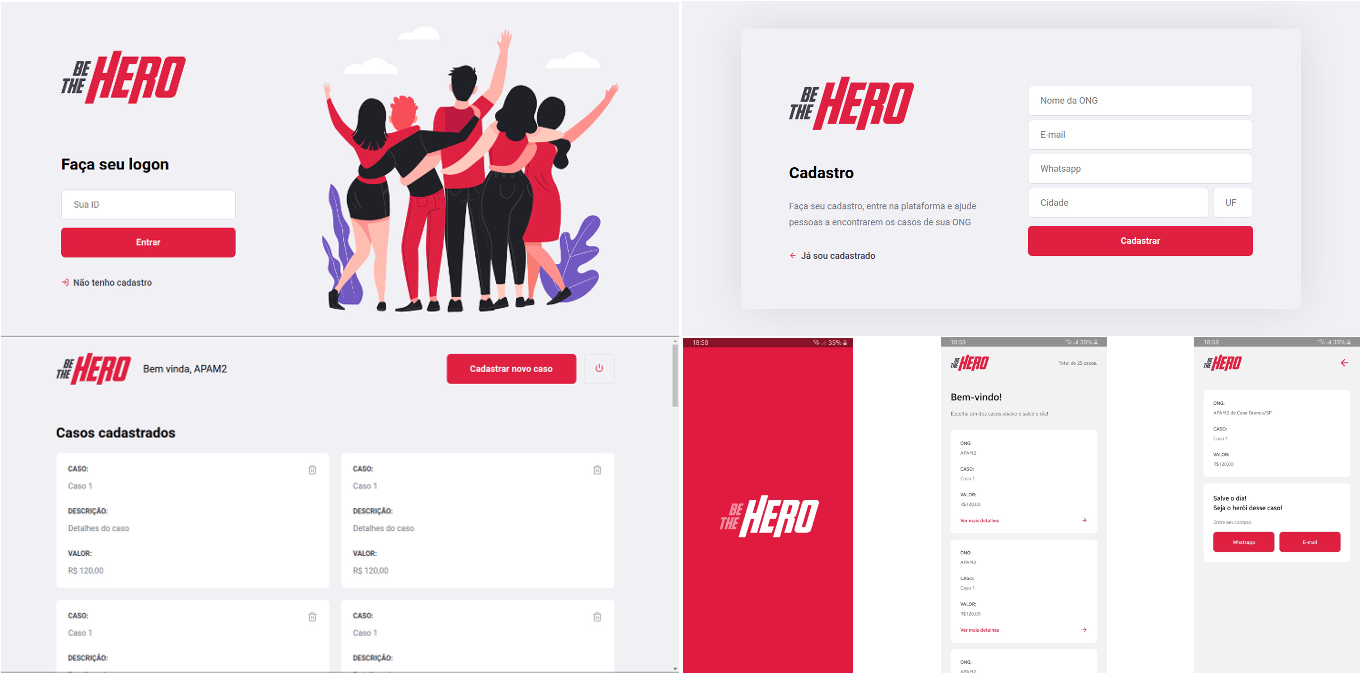 BE
THE HERO
Faça seu logon
Sua ID
Entrar
Não tenho cadastro
BE
THE HERO
Cadastro
Faça seu cadastro, entre na plataforma e ajude
pessoas a encontrarem os casos de sua ONG
Já sou cadastrado
Nome da ONG
E-mail
Whatsapp
Cidade
UF
Cadastrar
BE
THE HERO
Bem vinda, APAM2
Cadastrar novo caso
Casos cadastrados
CASO:
Caso 1
DESCRIÇÃO:
Detalhes do caso
VALOR:
R$ 120,00
CASO:
Caso 1
DESCRIÇÃO:
Detalhes do caso
VALOR:
R$ 120,00
CASO:
Caso 1
DESCRIÇÃO:
CASO:
Caso 1
DESCRIÇÃO:
18:58
35%
BE
THE HERO
18:59
35%
BE
THE HERO
Total de 25 casos.
Bem-vindo!
Escolha um dos casos abaixo e salve o dia!
ONG:
APAM2
CASO:
Caso 1
VALOR:
R$120,00
Ver mais detalhes
ONG:
APAM2
CASO:
Caso 1
VALOR:
R$120,00
Ver mais detalhes
ONG:
APAM2
18:59
35%
BE
THE HERO
ONG:
APAM2 de Casa Branca/SP
CASO:
Caso 1
VALOR:
R$120,00
Salve o dia!
Seja o herói desse caso!
Entre em contato:
Whatsapp
E-mail